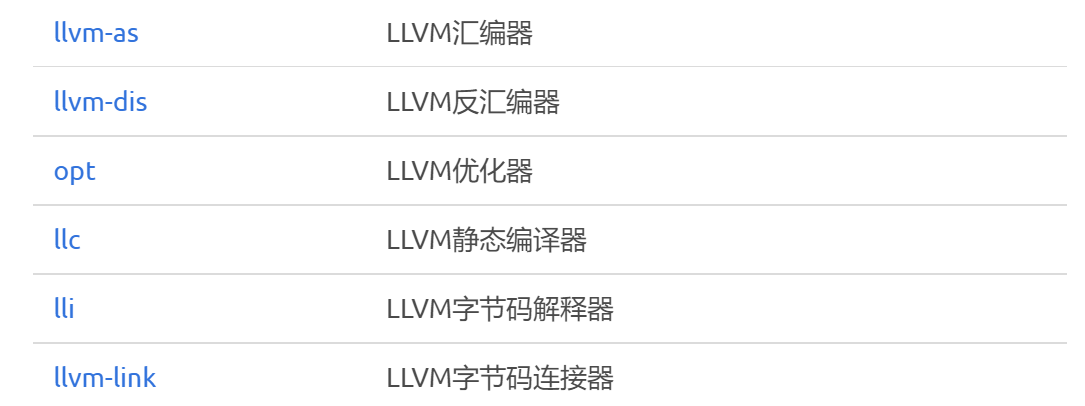 llvm-as LLVM汇编器
llvm-dis LLVM反汇编器
opt LLVM优化器
llc LLVM静态编译器
lli LLVM字节码解释器
llvm-link LLVM字节码连接器